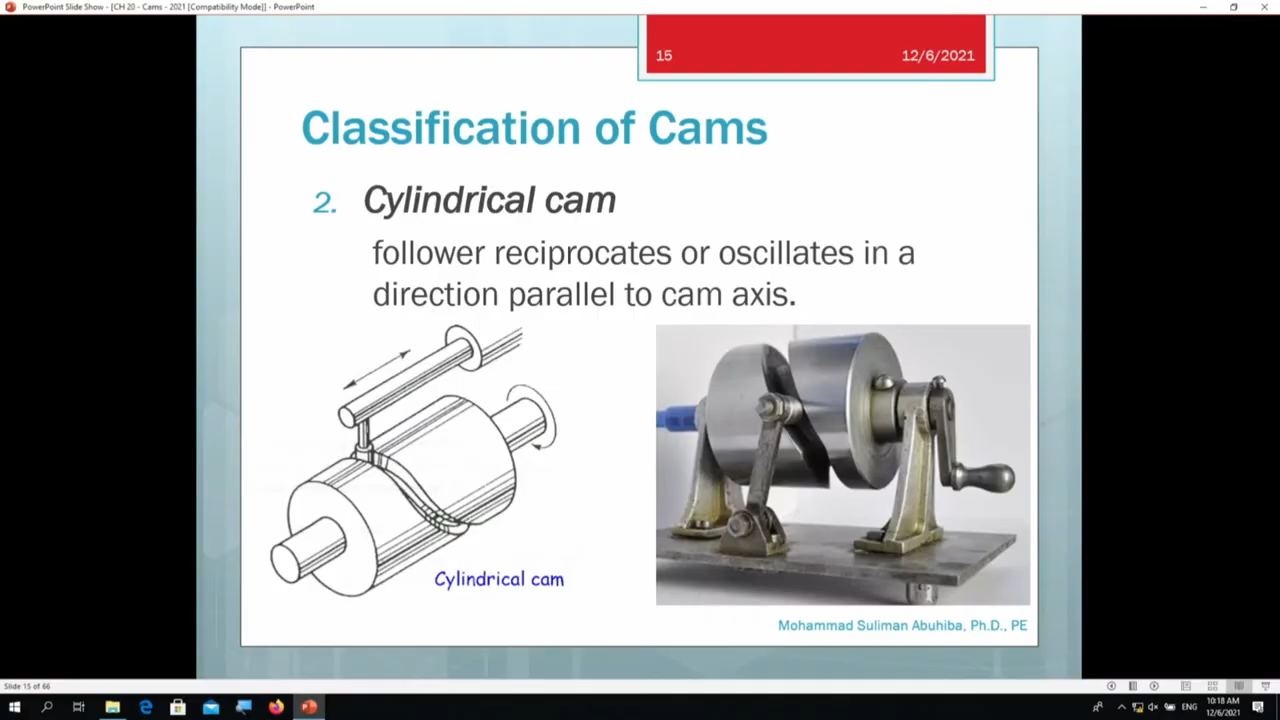 PowerPoint Slide Show - [CH 20 - Cams - 2021 [Compatibility Mode]] - PowerPoint
15 12/6/2021
Classification of Cams
2. Cylindrical cam
follower reciprocates or oscillates in a
direction parallel to cam axis.
Cylindrical cam
Mohammad Suliman Abuhiba, Ph.D., PE
Slide 15 of 66
ENG
10:18 AM
12/6/2021